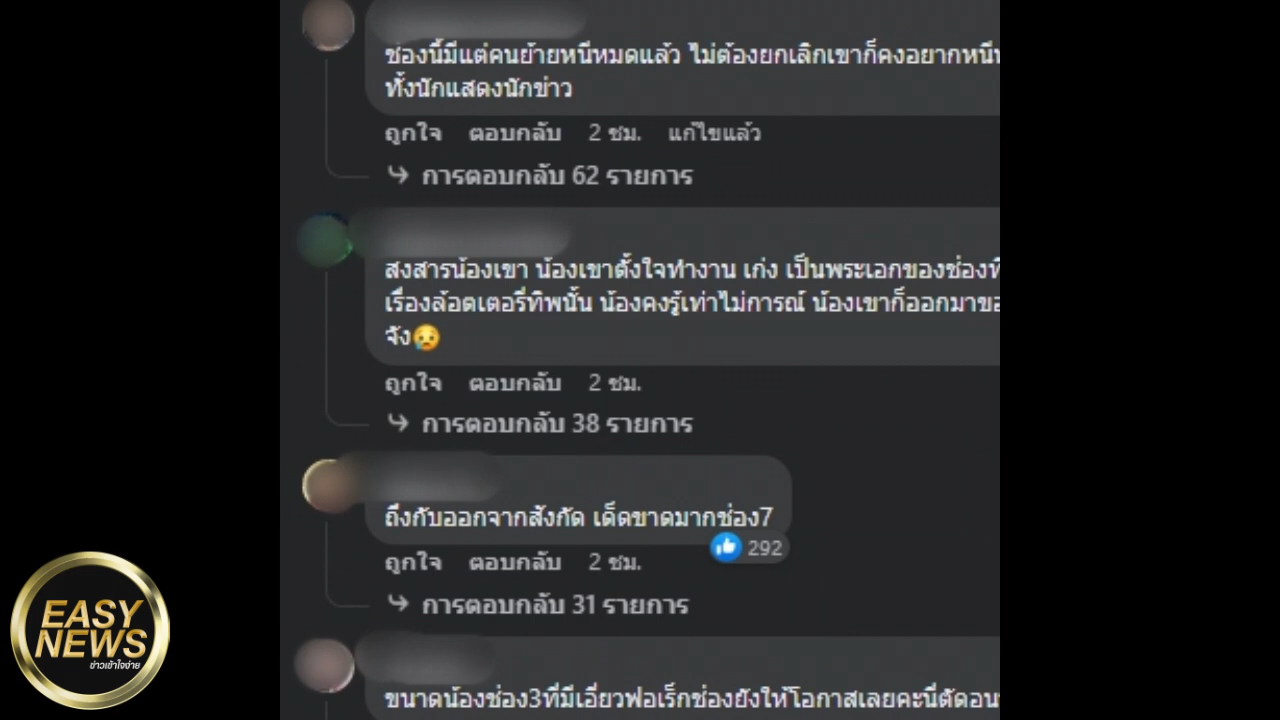 ช่องนี้มีแต่คนย้ายหนีหมดแล้ว ไม่ต้องยกเลิกเขาก็คงอยากหนี
ทั้งนักแสดงนักข่าว
ถูกใจ ตอบกลับ 2 ชม. แก้ไขแล้ว
การตอบกลับ 62 รายการ
สงสารน้องเขา น้องเขาตั้งใจทำงาน เก่ง เป็นพระเอกของช่อง
เรื่องล้อตเตอรี่ทิพนั้น น้องคงรู้เท่าไม่การณ์ น้องเขาก็ออกมา
จัง😥
ถูกใจ ตอบกลับ 2 ชม.
การตอบกลับ 38 รายการ
ถึงกับออกจากสังกัด เด็ดขาดมากช่อง7
292
ถูกใจ ตอบกลับ 2 ชม.
การตอบกลับ 31 รายการ
ขนาดน้องช่อง3ที่มีเอี่ยวฟอเร็กช่องยังให้โอกาสเลยคะนี่ตัดอน
EASY
NEWS
ข่าวเข้าใจง่าย